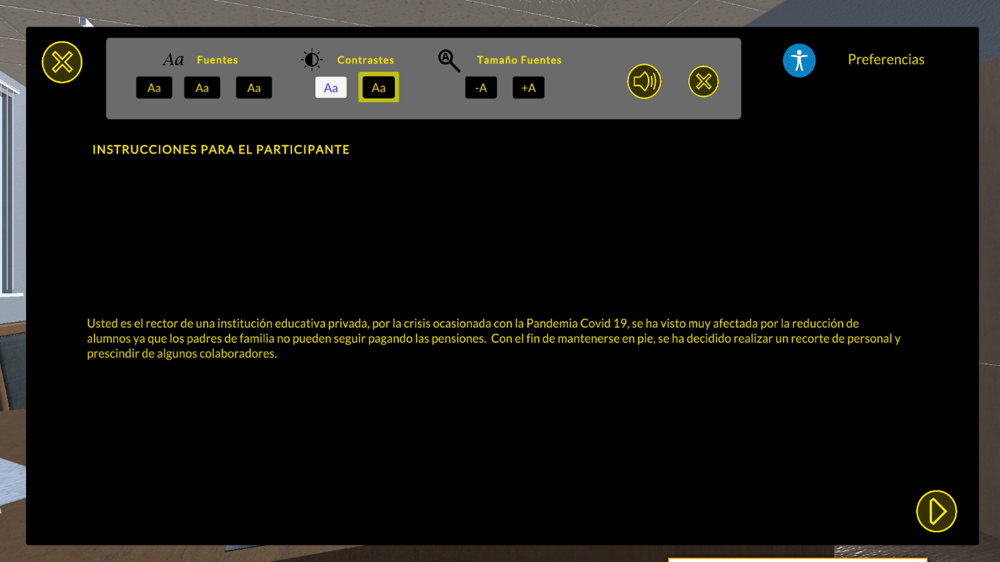 Aa Fuentes
Contrastes
A Tamaño Fuentes
Preferencias
Aa Aa Aa Aa Aa -A +A
INSTRUCCIONES PARA EL PARTICIPANTE
Usted es el rector de una institución educativa privada, por la crisis ocasionada con la Pandemia Covid 19, se ha visto muy afectada por la reducción de
alumnos ya que los padres de familia no pueden seguir pagando las pensiones.  Con el fin de mantenerse en pie, se ha decidido realizar un recorte de personal y
prescindir de algunos colaboradores.